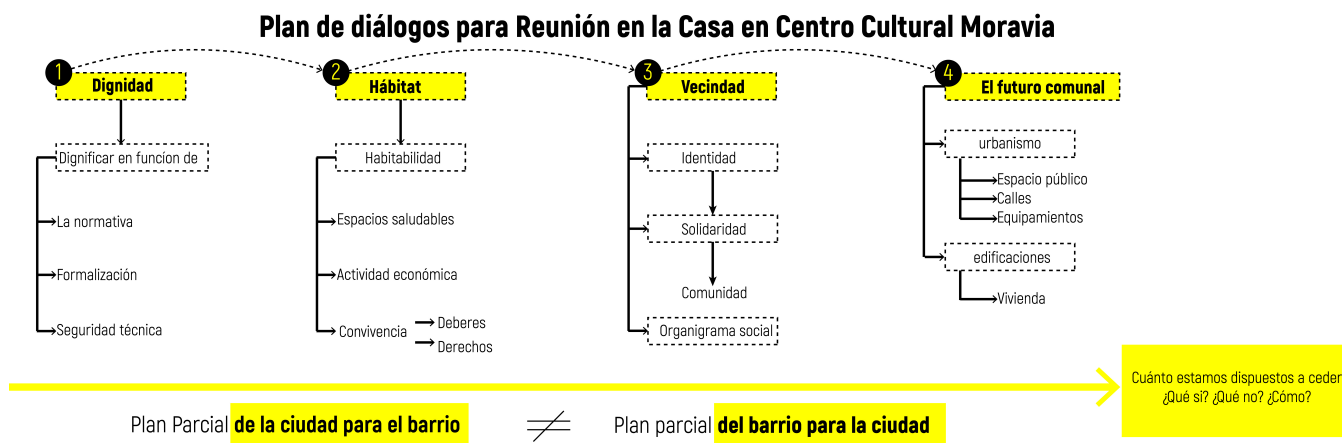 Plan de diálogos para Reunión en la Casa en Centro Cultural Moravia
1
Dignidad
Dignificar en funcíon de
La normativa
Formalización
Seguridad técnica
2
Hábitat
Habitabilidad
Espacios saludables
Actividad económica
Convivencia
Deberes
Derechos
3
Vecindad
Identidad
Solidaridad
Comunidad
Organigrama social
4
El futuro comunal
urbanismo
Espacio público
Calles
Equipamientos
edificaciones
Vivienda
Cuánto estamos dispuestos a ceder
¿Qué si? ¿Qué no? ¿Cómo?
Plan Parcial de la ciudad para el barrio ≠ Plan parcial del barrio para la ciudad